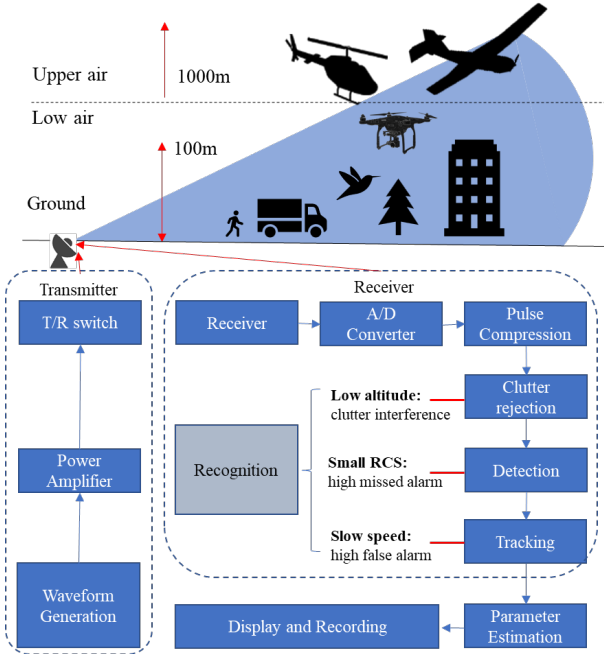 Upper air
1000m
Low air
100m
Ground
Transmitter
T/R switch
Power
Amplifier
Waveform
Generation
Receiver
Receiver
A/D
Converter
Pulse
Compression
Low altitude:
clutter interference
Clutter
rejection
Recognition
Small RCS:
high missed alarm
Detection
Slow speed:
high false alarm
Tracking
Display and Recording
Parameter
Estimation